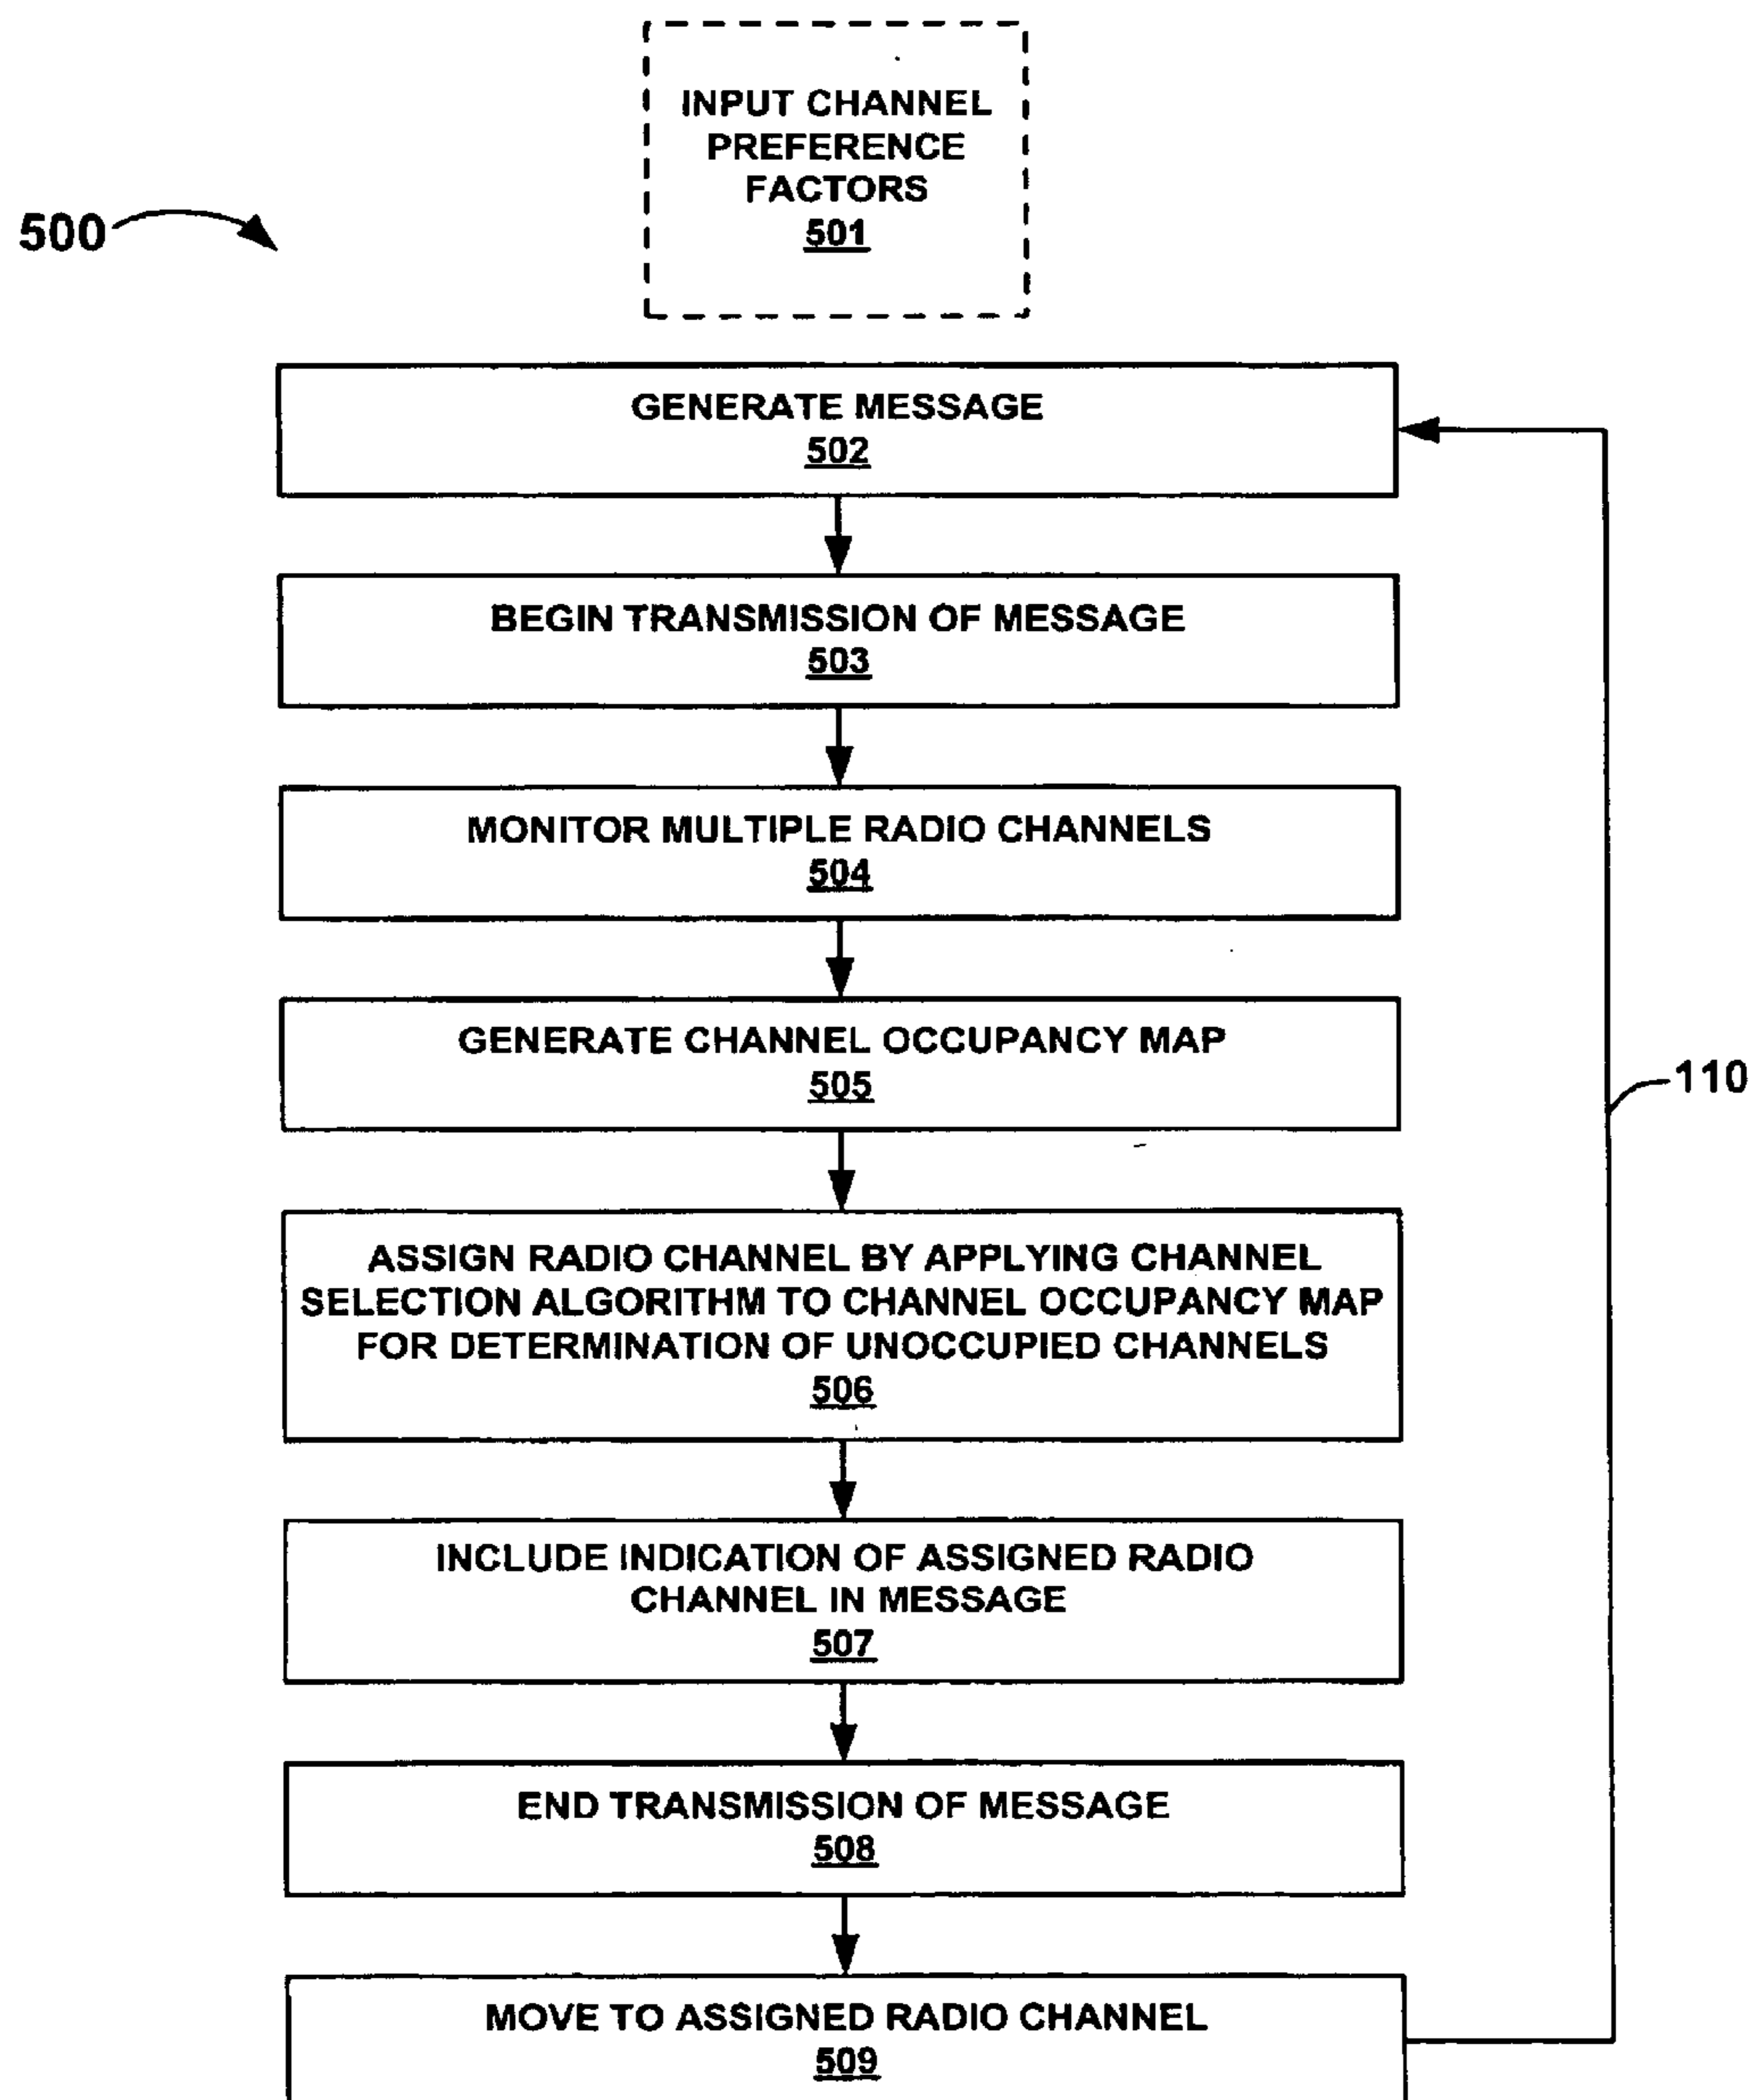 INPUT CHANNEL
PREFERENCE
FACTORS
501
500
GENERATE MESSAGE
502
BEGIN TRANSMISSION OF MESSAGE
503
MONITOR MULTIPLE RADIO CHANNELS
504
GENERATE CHANNEL OCCUPANCY MAP
505
110
ASSIGN RADIO CHANNEL BY APPLYING CHANNEL
SELECTION ALGORITHM TO CHANNEL OCCUPANCY MAP
FOR DETERMINATION OF UNOCCUPIED CHANNELS
506
INCLUDE INDICATION OF ASSIGNED RADIO
CHANNEL IN MESSAGE
507
END TRANSMISSION OF MESSAGE
508
MOVE TO ASSIGNED RADIO CHANNEL
509